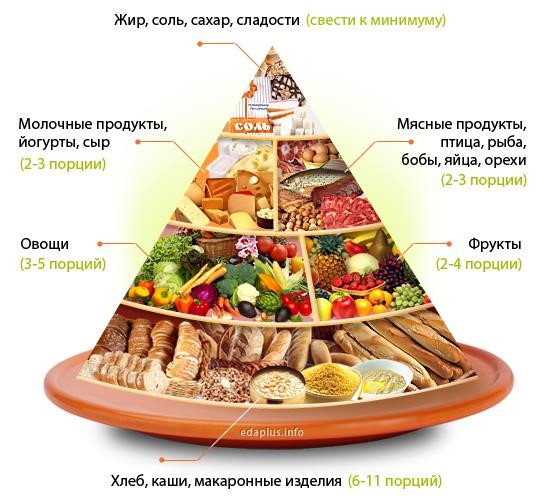 Жир, соль, сахар, сладости (свести к минимуму)
соль
Молочные продукты,
йогурты, сыр
(2-3 порции)
Мясные продукты,
птица, рыба,
бобы, яйца, орехи
(2-3 порции)
Овощи
(3-5 порций)
Фрукты
(2-4 порции)
edaplus.info
Хлеб, каши, макаронные изделия (6-11 порций)